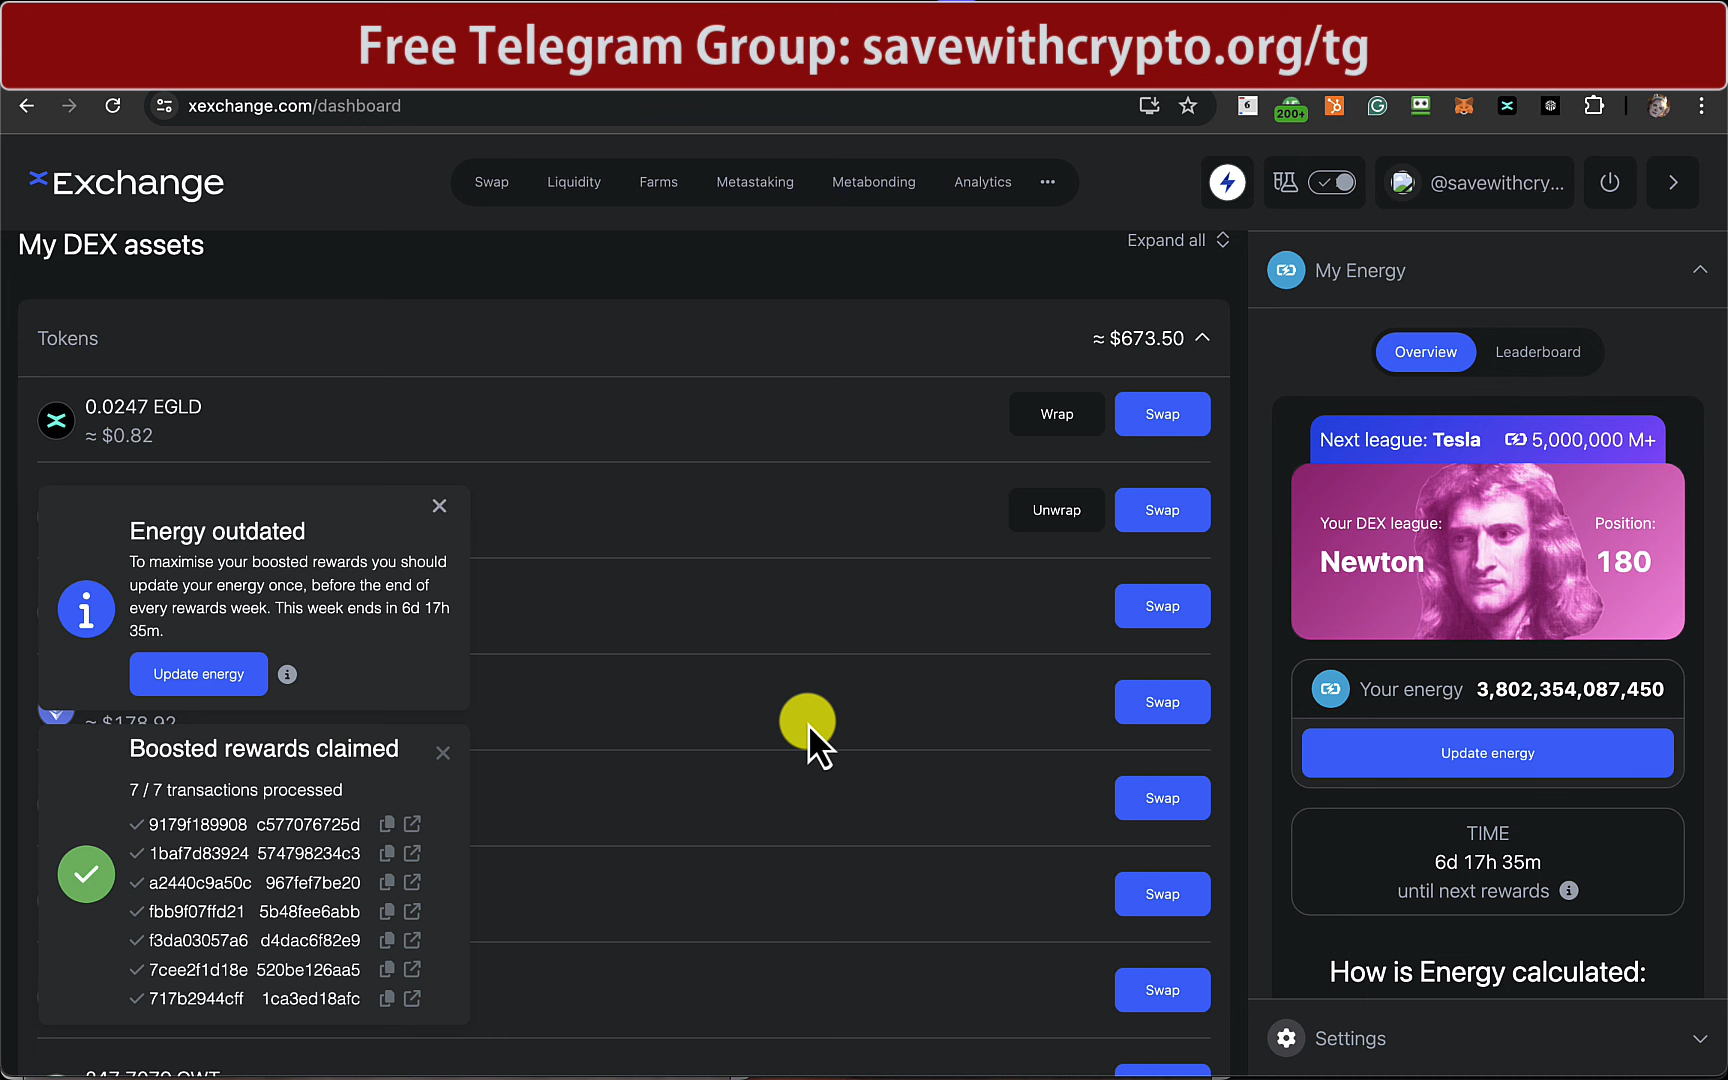 Free Telegram Group: savewithcrypto.org/tg
xexchange.com/dashboard
6
200+
Exchange
Swap
Liquidity
Farms
Metastaking
Metabonding
Analytics
@savewithcry...
My DEX assets
Expand all
Tokens
≈ $673.50
0.0247 EGLD
≈ $0.82
Wrap
Swap
Unwrap
Swap
Energy outdated
To maximise your boosted rewards you should
update your energy once, before the end of
every rewards week. This week ends in 6d 17h
35m.
Update energy
Swap
Swap
≈ $178.92
Boosted rewards claimed
7 / 7 transactions processed
9179f189908 c577076725d
1baf7d83924 574798234c3
a2440c9a50c 967fef7be20
fbb9f07ffd21 5b48fee6abb
f3da03057a6 d4dac6f82e9
7cee2f1d18e 520be126aa5
717b2944cff 1ca3ed18afc
Swap
Swap
Swap
My Energy
Overview
Leaderboard
Next league: Tesla 5,000,000 M+
Your DEX league:
Newton
Position:
180
Your energy 3,802,354,087,450
Update energy
TIME
6d 17h 35m
until next rewards
How is Energy calculated:
Settings